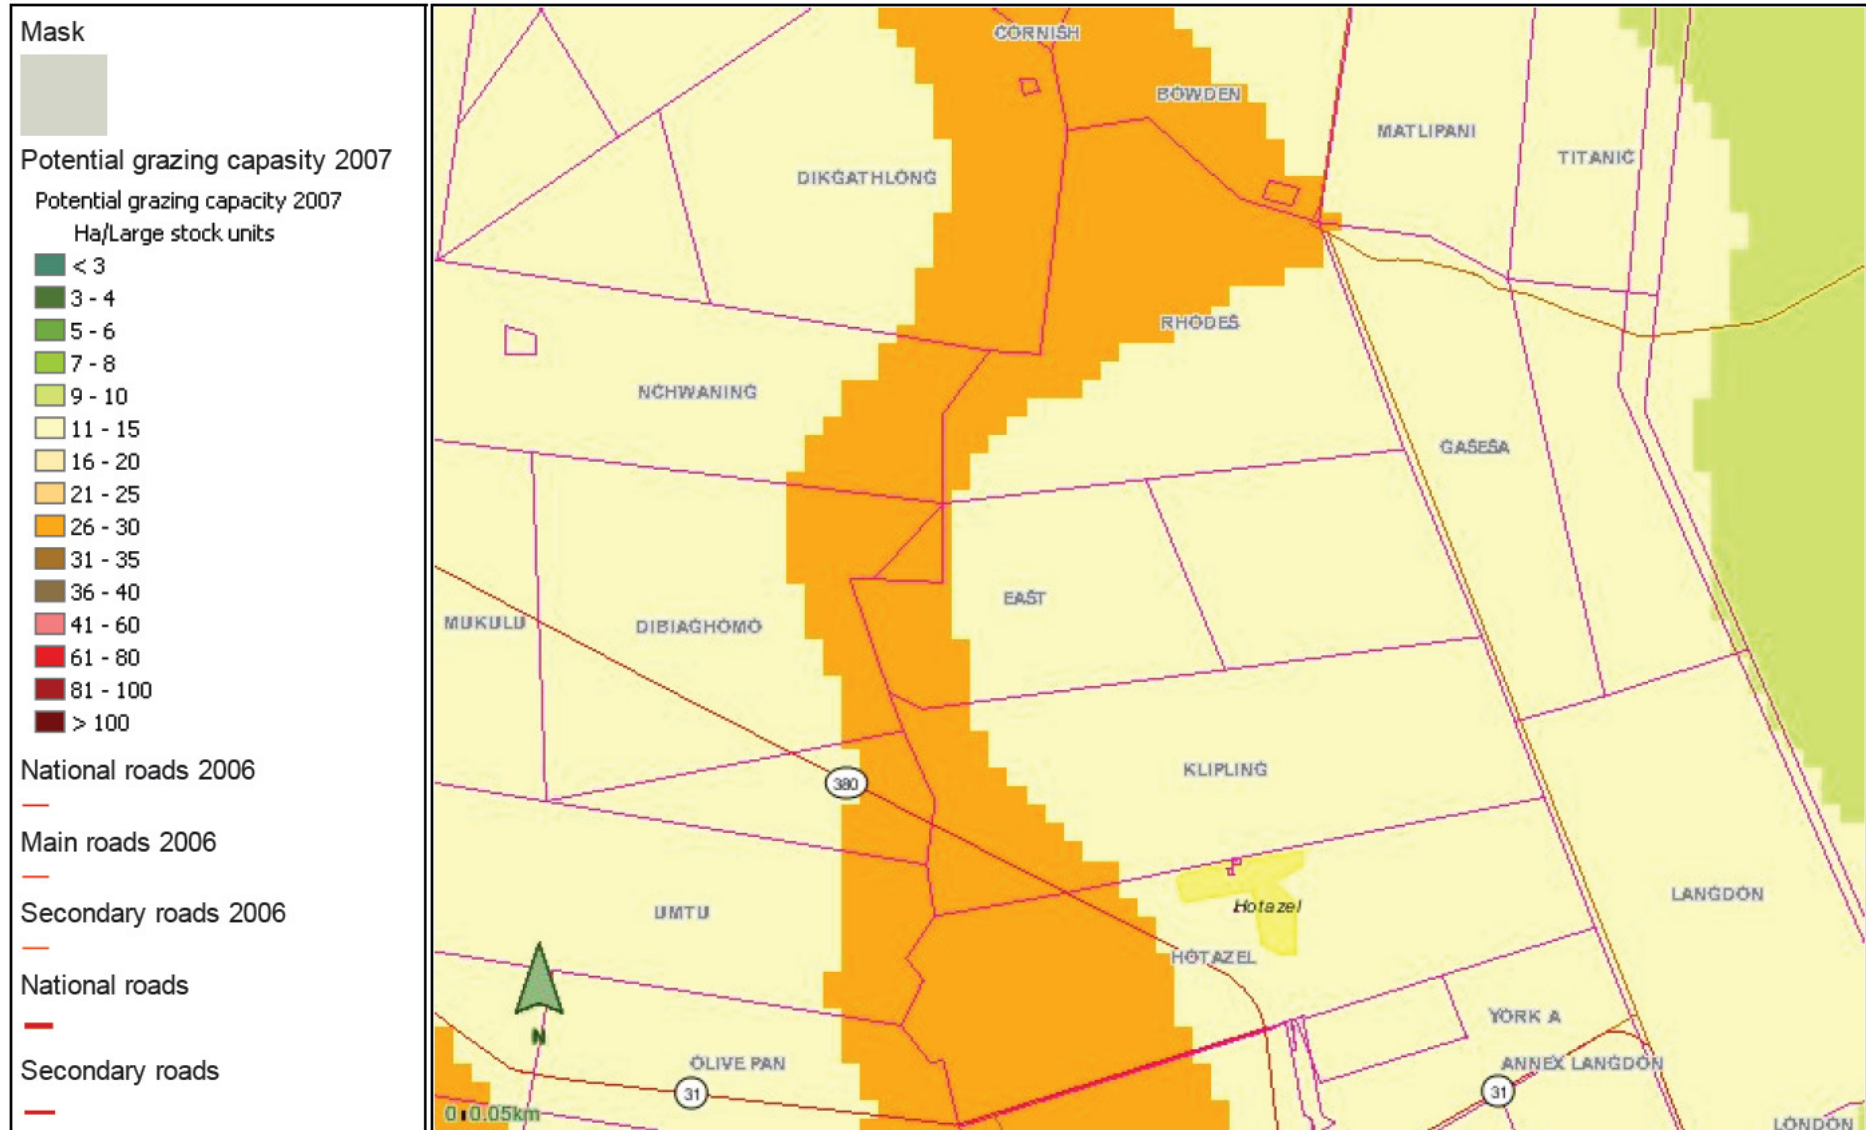 Mask
Potential grazing capasity 2007
Potential grazing capacity 2007
Ha/Large stock units
< 3
3 - 4
5 - 6
7 - 8
9 - 10
11 - 15
16 - 20
21 - 25
26 - 30
31 - 35
36 - 40
41 - 60
61 - 80
81 - 100
> 100
National roads 2006
Main roads 2006
Secondary roads 2006
National roads
Secondary roads
CORNISH
BOWDEN
MATLIPANI
TITANIC
DIKGATHLONG
RHODES
NCHWANING
GASESA
EAST
MUKULU
DIBIAGHOMO
KLIPLING
380
LANGDON
Hotazel
UMTU
HOTAZEL
YORK A
N
OLIVE PAN
ANNEX LANGDON
31
31
0 0.05km
LONDON